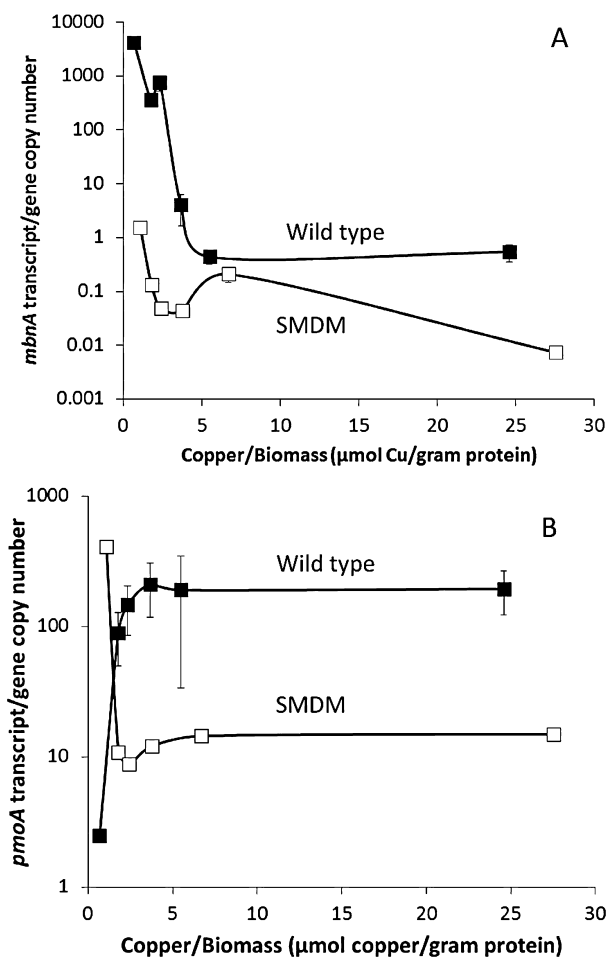 A
mbnA transcript/gene copy number
10000
1000
100
10
1
0.1
0.01
0.001
Wild type
SMDM
0 5 10 15 20 25 30
Copper/Biomass (µmol Cu/gram protein)
B
pmoA transcript/gene copy number
1000
100
10
1
Wild type
SMDM
0 5 10 15 20 25 30
Copper/Biomass (µmol copper/gram protein)